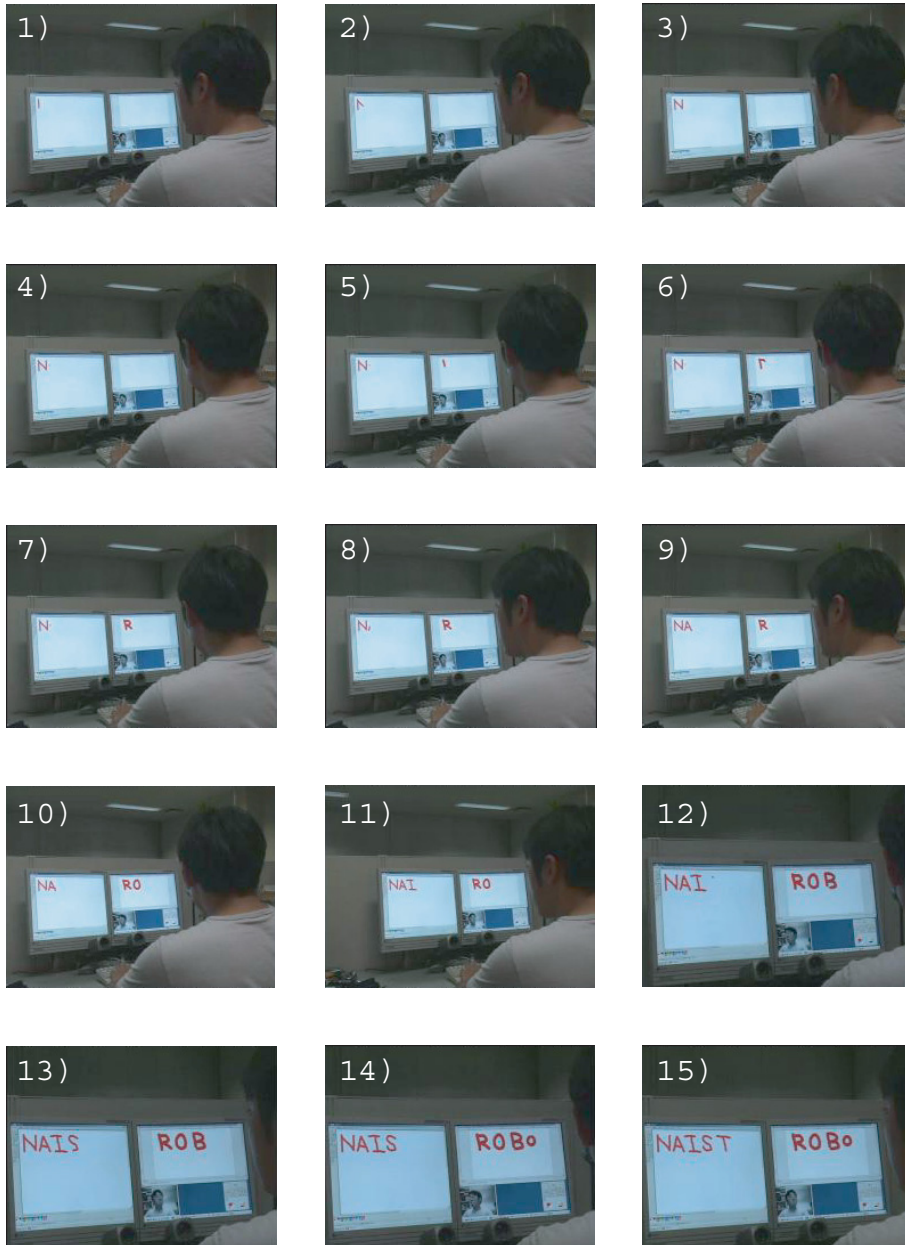 1)
2)
3)
N
4)
N
5)
N
6)
N
7)
N R
8)
N R
9)
NA R
10)
NA RO
11)
NAI RO
12)
NAI ROB
13)
NAIS ROB
14)
NAIS ROBo
15)
NAIST ROBo